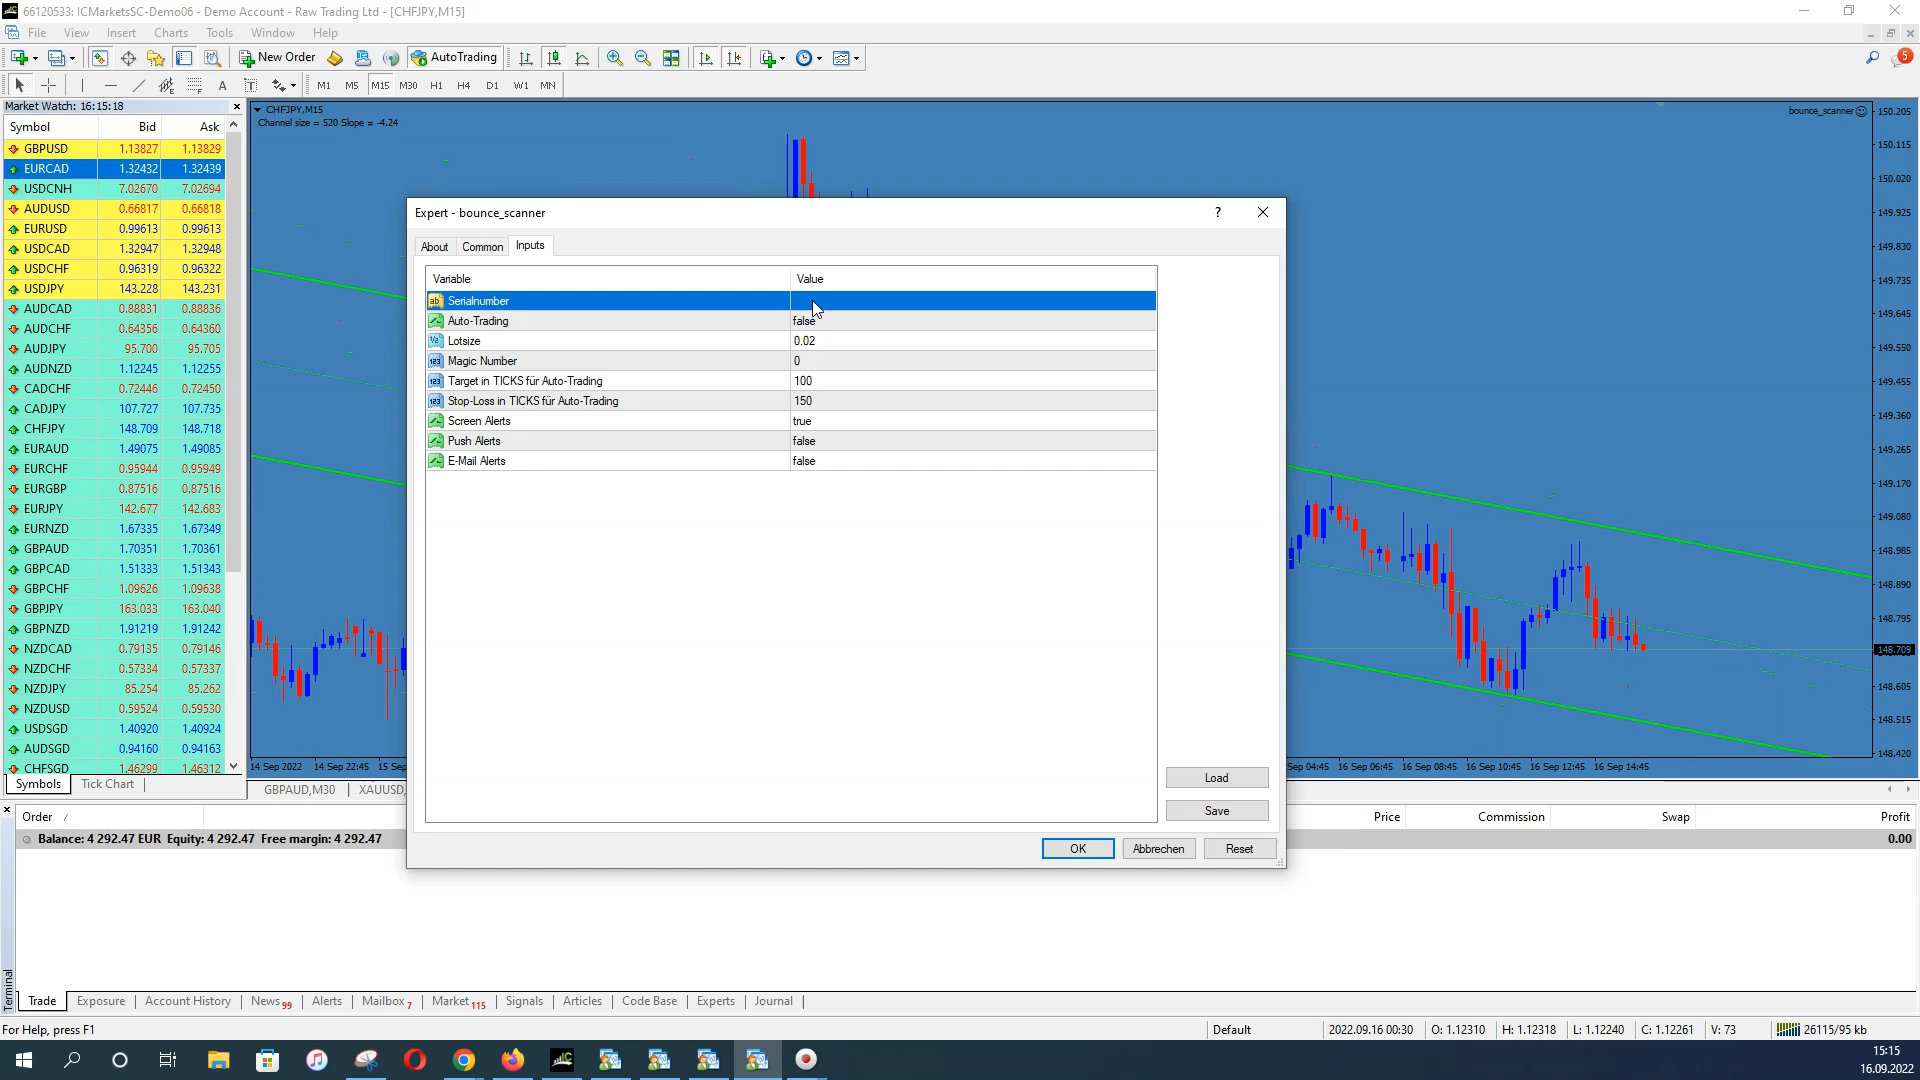 66120533: ICMarketsSC-Demo06 - Demo Account - Raw Trading Ltd - [CHFJPY,M15]
File View Insert Charts Tools Window Help
New Order AutoTrading 5
A T M1 M5 M15 M30 H1 H4 D1 W1 MN
Market Watch: 16:15:18
Symbol Bid Ask
GBPUSD 1.13827 1.13829
EURCAD 1.32432 1.32439
USDCNH 7.02670 7.02694
AUDUSD 0.66817 0.66818
EURUSD 0.99613 0.99613
USDCAD 1.32947 1.32948
USDCHF 0.96319 0.96322
USDJPY 143.228 143.231
AUDCAD 0.88831 0.88836
AUDCHF 0.64356 0.64360
AUDJPY 95.700 95.705
AUDNZD 1.12245 1.12255
CADCHF 0.72446 0.72450
CADJPY 107.727 107.735
CHFJPY 148.709 148.718
EURAUD 1.49075 1.49085
EURCHF 0.95944 0.95949
EURGBP 0.87516 0.87516
EURJPY 142.677 142.683
EURNZD 1.67335 1.67349
GBPAUD 1.70351 1.70361
GBPCAD 1.51333 1.51343
GBPCHF 1.09626 1.09638
GBPJPY 163.033 163.040
GBPNZD 1.91219 1.91242
NZDCAD 0.79135 0.79146
NZDCHF 0.57334 0.57337
NZDJPY 85.254 85.262
NZDUSD 0.59524 0.59530
USDSGD 1.40920 1.40924
AUDSGD 0.94160 0.94163
CHFSGD 1.46299 1.46312
Symbols Tick Chart
CHFJPY,M15
Channel size = 520 Slope = -4.24
bounce_scanner
150.205
150.115
150.020
149.925
149.830
149.735
149.645
149.550
149.455
149.360
149.265
149.170
149.080
148.985
148.890
148.795
148.709
148.605
148.515
148.420
14 Sep 2022 14 Sep 22:45 15 Sep
Sep 04:45 16 Sep 06:45 16 Sep 08:45 16 Sep 10:45 16 Sep 12:45 16 Sep 14:45
GBPAUD,M30 XAUUSD,
Expert - bounce_scanner ?
About Common Inputs
Variable Value
ab Serialnumber
Auto-Trading false
Lotsize 0.02
123 Magic Number 0
123 Target in TICKS für Auto-Trading 100
123 Stop-Loss in TICKS für Auto-Trading 150
Screen Alerts true
Push Alerts false
E-Mail Alerts false
Load
Save
OK Abbrechen Reset
Order / Price Commission Swap Profit
Balance: 4 292.47 EUR Equity: 4 292.47 Free margin: 4 292.47 0.00
Terminal
Trade Exposure Account History News 99 Alerts Mailbox 7 Market 115 Signals Articles Code Base Experts Journal
For Help, press F1 Default 2022.09.16 00:30 O: 1.12310 H: 1.12318 L: 1.12240 C: 1.12261 V: 73 26115/95 kb
15:15
16.09.2022